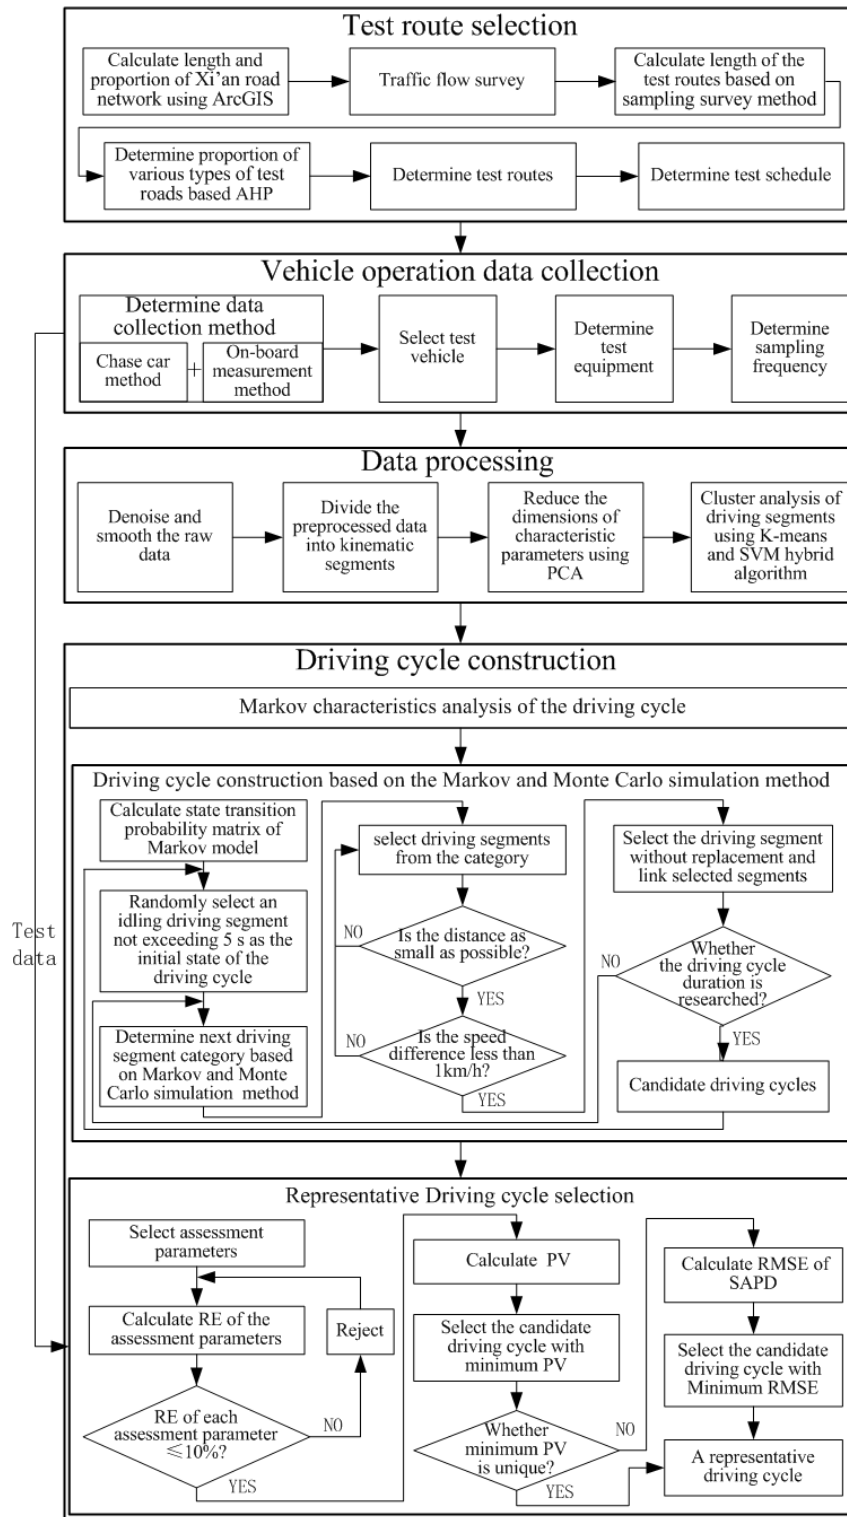 Test route selection
Calculate length and
proportion of Xi'an road
network using ArcGIS
Traffic flow survey
Calculate length of the
test routes based on
sampling survey method
Determine proportion of
various types of test
roads based AHP
Determine test routes
Determine test schedule
Vehicle operation data collection
Determine data
collection method
Chase car
method
+
On-board
measurement
method
Select test
vehicle
Determine
test
equipment
Determine
sampling
frequency
Data processing
Denoise and
smooth the raw
data
Divide the
preprocessed data
into kinematic
segments
Reduce the
dimensions of
characteristic
parameters using
PCA
Cluster analysis of
driving segments
using K-means
and SVM hybrid
algorithm
Test
data
Driving cycle construction
Markov characteristics analysis of the driving cycle
Driving cycle construction based on the Markov and Monte Carlo simulation method
Calculate state transition
probability matrix of
Markov model
Randomly select an
idling driving segment
not exceeding 5 s as the
initial state of the
driving cycle
Determine next driving
segment category based
on Markov and Monte
Carlo simulation method
select driving segments
from the category
NO
Is the distance as
small as possible?
YES
NO
Is the speed
difference less than
1km/h?
YES
Select the driving segment
without replacement and
link selected segments
NO
Whether
the driving cycle
duration is
researched?
YES
Candidate driving cycles
Representative Driving cycle selection
Select assessment
parameters
Calculate RE of the
assessment parameters
Reject
RE of each
assessment parameter
≤10%?
NO
YES
Calculate PV
Select the candidate
driving cycle with
minimum PV
Whether
minimum PV
is unique?
NO
YES
Calculate RMSE of
SAPD
Select the candidate
driving cycle with
Minimum RMSE
A representative
driving cycle